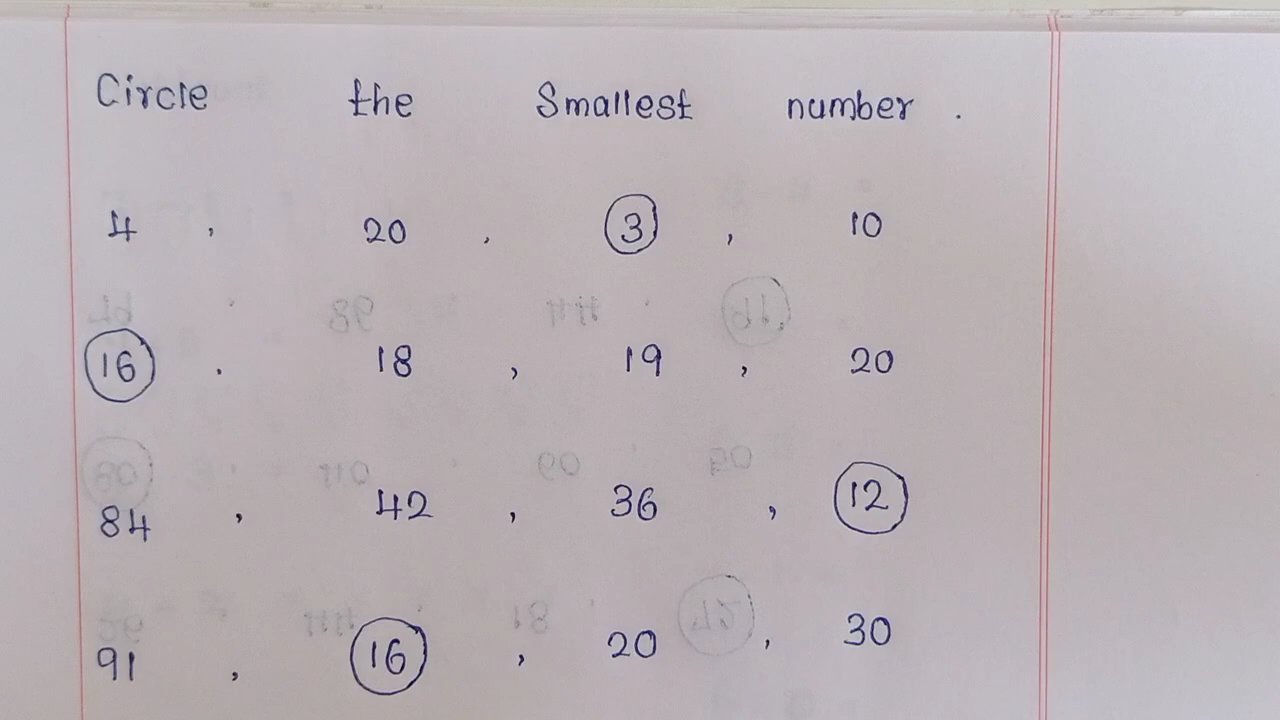 Circle the Smallest number .
4 , 20 , 3 , 10
16 . 18 , 19 , 20
84 , 42 , 36 , 12
91 , 16 , 20 , 30